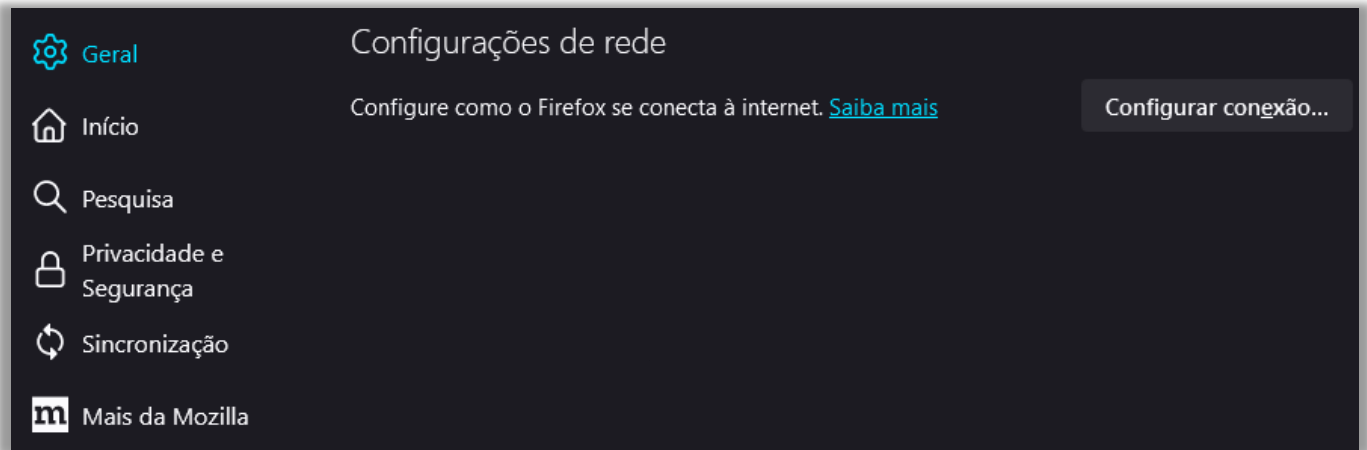 Geral
Início
Pesquisa
Privacidade e
Segurança
Sincronização
m Mais da Mozilla
Configurações de rede
Configure como o Firefox se conecta à internet. Saiba mais
Configurar conexão...